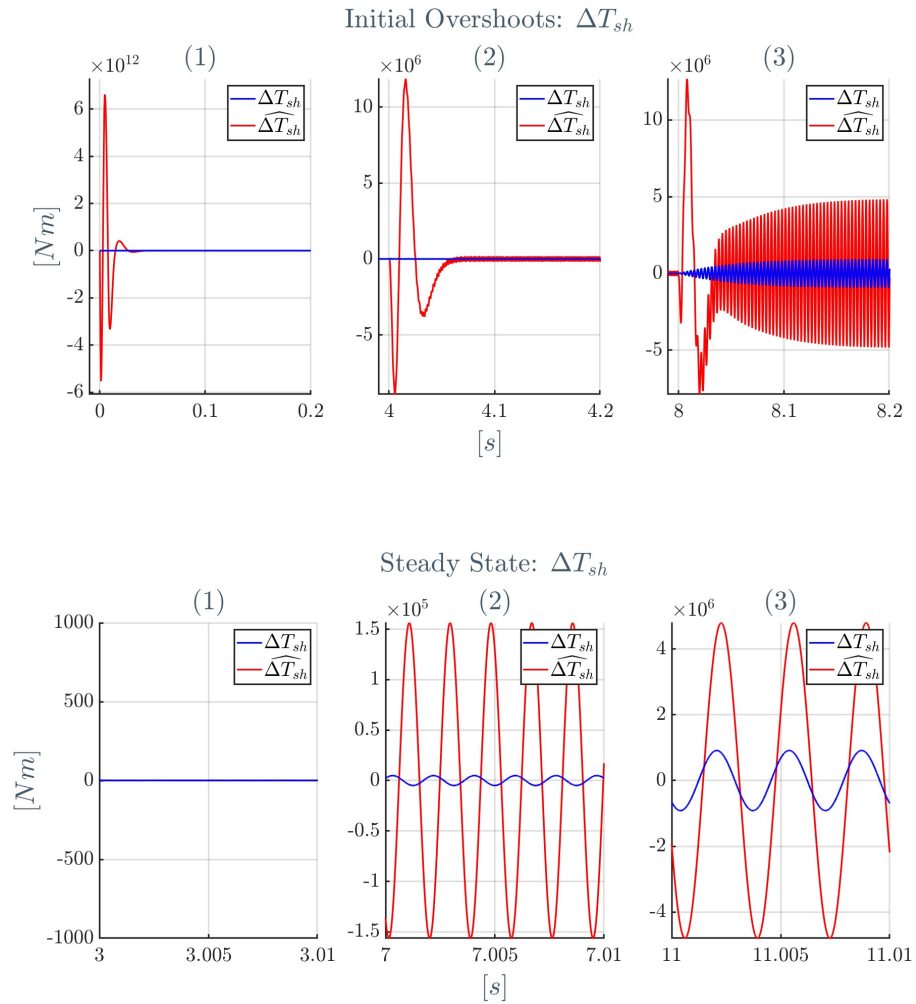 Initial Overshoots: ΔT_sh
(1) (2) (3)
×10^12 ×10^6 ×10^6
ΔT_sh ΔT_sh ΔT_sh
\widehat{ΔT_sh} \widehat{ΔT_sh} \widehat{ΔT_sh}
6 10 10
4 5 5
2 0 0
0 -5 -5
-2
-4
-6
[Nm]
0 0.1 0.2 4 4.1 4.2 8 8.1 8.2
[s]
Steady State: ΔT_sh
(1) (2) (3)
×10^5 ×10^6
ΔT_sh ΔT_sh ΔT_sh
\widehat{ΔT_sh} \widehat{ΔT_sh} \widehat{ΔT_sh}
1000 1.5 4
500 1 2
0 0.5 0
-500 0 -2
-1000 -0.5 -4
-1
-1.5
[Nm]
3 3.005 3.01 7 7.005 7.01 11 11.005 11.01
[s]